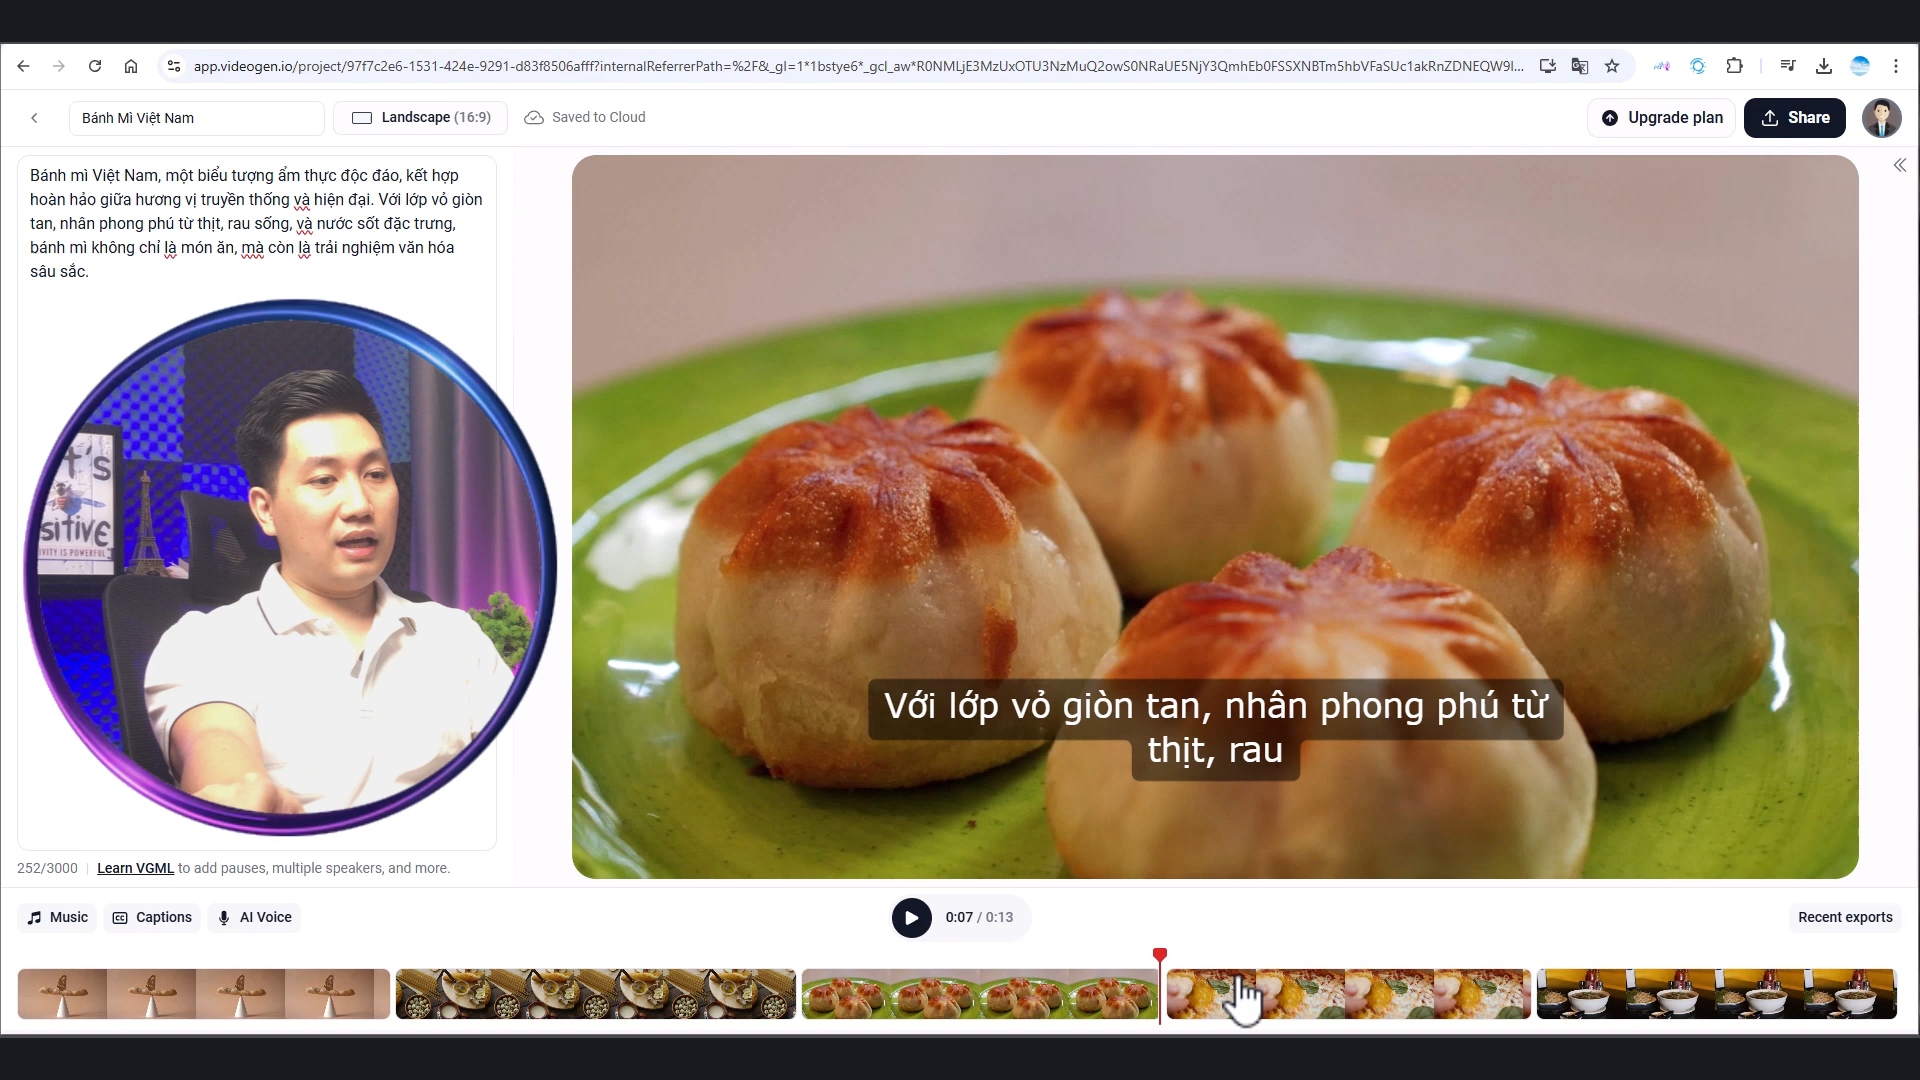 app.videogen.io/project/97f7c2e6-1531-424e-9291-d83f8506afff?internalReferrerPath=%2F&_gl=1*1bstye6*_gcl_aw*R0NMLjE3MzUxOTU3NzMuQ2owS0NRaUE5NjY3QmhEb0FSSXNBTm5hbVFaSUc1akRnZDNEQW9I...
Bánh Mì Việt Nam
Landscape (16:9)
Saved to Cloud
Upgrade plan
Share
Bánh mì Việt Nam, một biểu tượng ẩm thực độc đáo, kết hợp
hoàn hảo giữa hương vị truyền thống và hiện đại. Với lớp vỏ giòn
tan, nhân phong phú từ thịt, rau sống, và nước sốt đặc trưng,
bánh mì không chỉ là món ăn, mà còn là trải nghiệm văn hóa
sâu sắc.
SITIVE
IVITY IS POWERFUL
Với lớp vỏ giòn tan, nhân phong phú từ
thịt, rau
252/3000
Learn VGML to add pauses, multiple speakers, and more.
Music
Captions
AI Voice
0:07 / 0:13
Recent exports